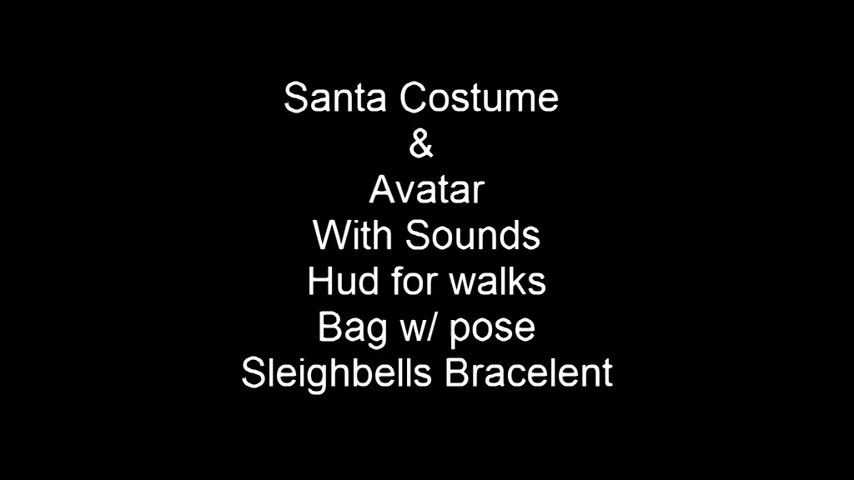 Santa Costume
&
Avatar
With Sounds
Hud for walks
Bag w/ pose
Sleighbells Bracelent